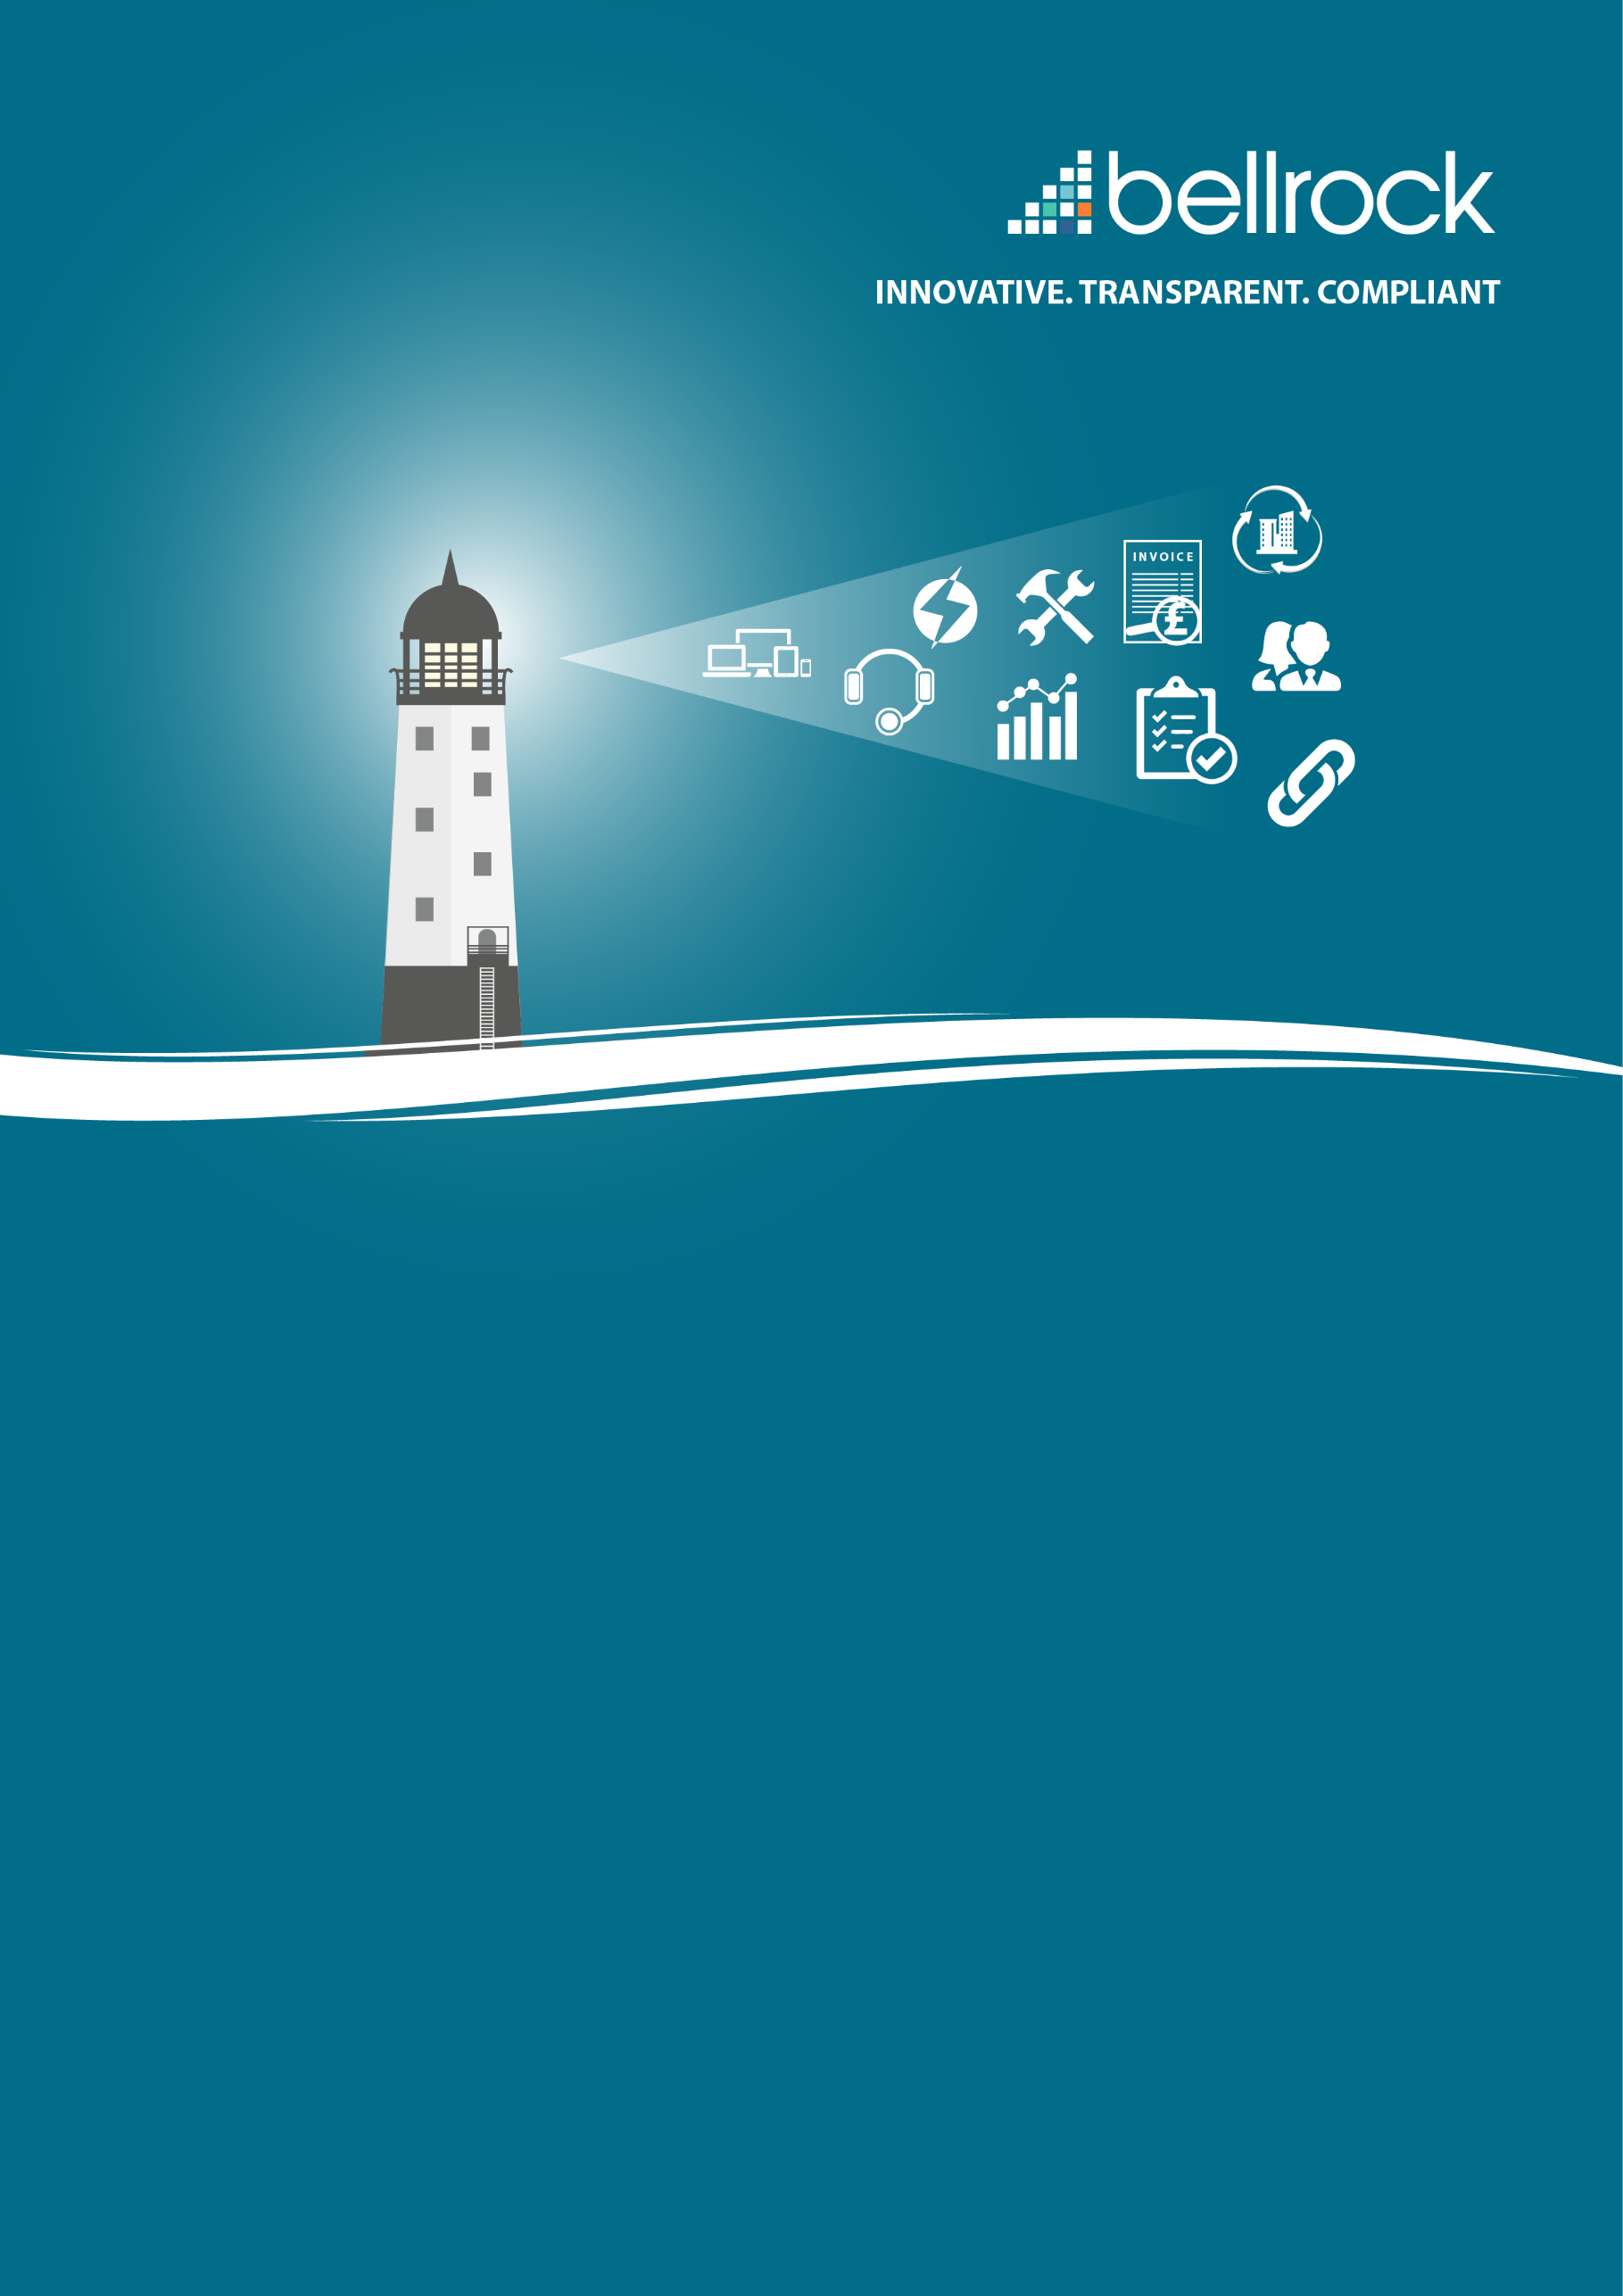 bellrock
INNOVATIVE. TRANSPARENT. COMPLIANT
INVOICE
£